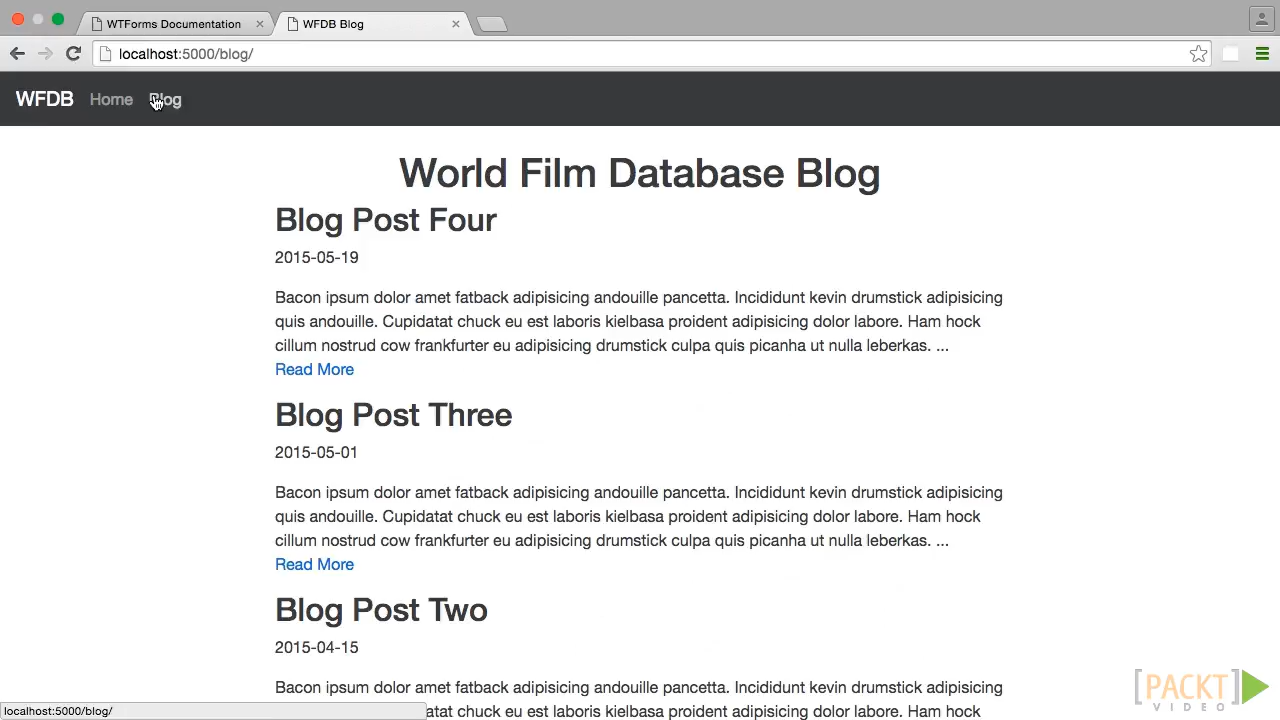 WTForms Documentation
WFDB Blog
localhost:5000/blog/
WFDB Home Blog
World Film Database Blog
Blog Post Four
2015-05-19
Bacon ipsum dolor amet fatback adipisicing andouille pancetta. Incididunt kevin drumstick adipisicing
quis andouille. Cupidatat chuck eu est laboris kielbasa proident adipisicing dolor labore. Ham hock
cillum nostrud cow frankfurter eu adipisicing drumstick culpa quis picanha ut nulla leberkas. ...
Read More
Blog Post Three
2015-05-01
Bacon ipsum dolor amet fatback adipisicing andouille pancetta. Incididunt kevin drumstick adipisicing
quis andouille. Cupidatat chuck eu est laboris kielbasa proident adipisicing dolor labore. Ham hock
cillum nostrud cow frankfurter eu adipisicing drumstick culpa quis picanha ut nulla leberkas. ...
Read More
Blog Post Two
2015-04-15
Bacon ipsum dolor amet fatback adipisicing andouille pancetta. Incididunt kevin drumstick adipisicing
localhost:5000/blog/
tatat chuck eu est laboris kielbasa proident adipisicing dolor labore. Ham hock
[PACKT]
VIDEO